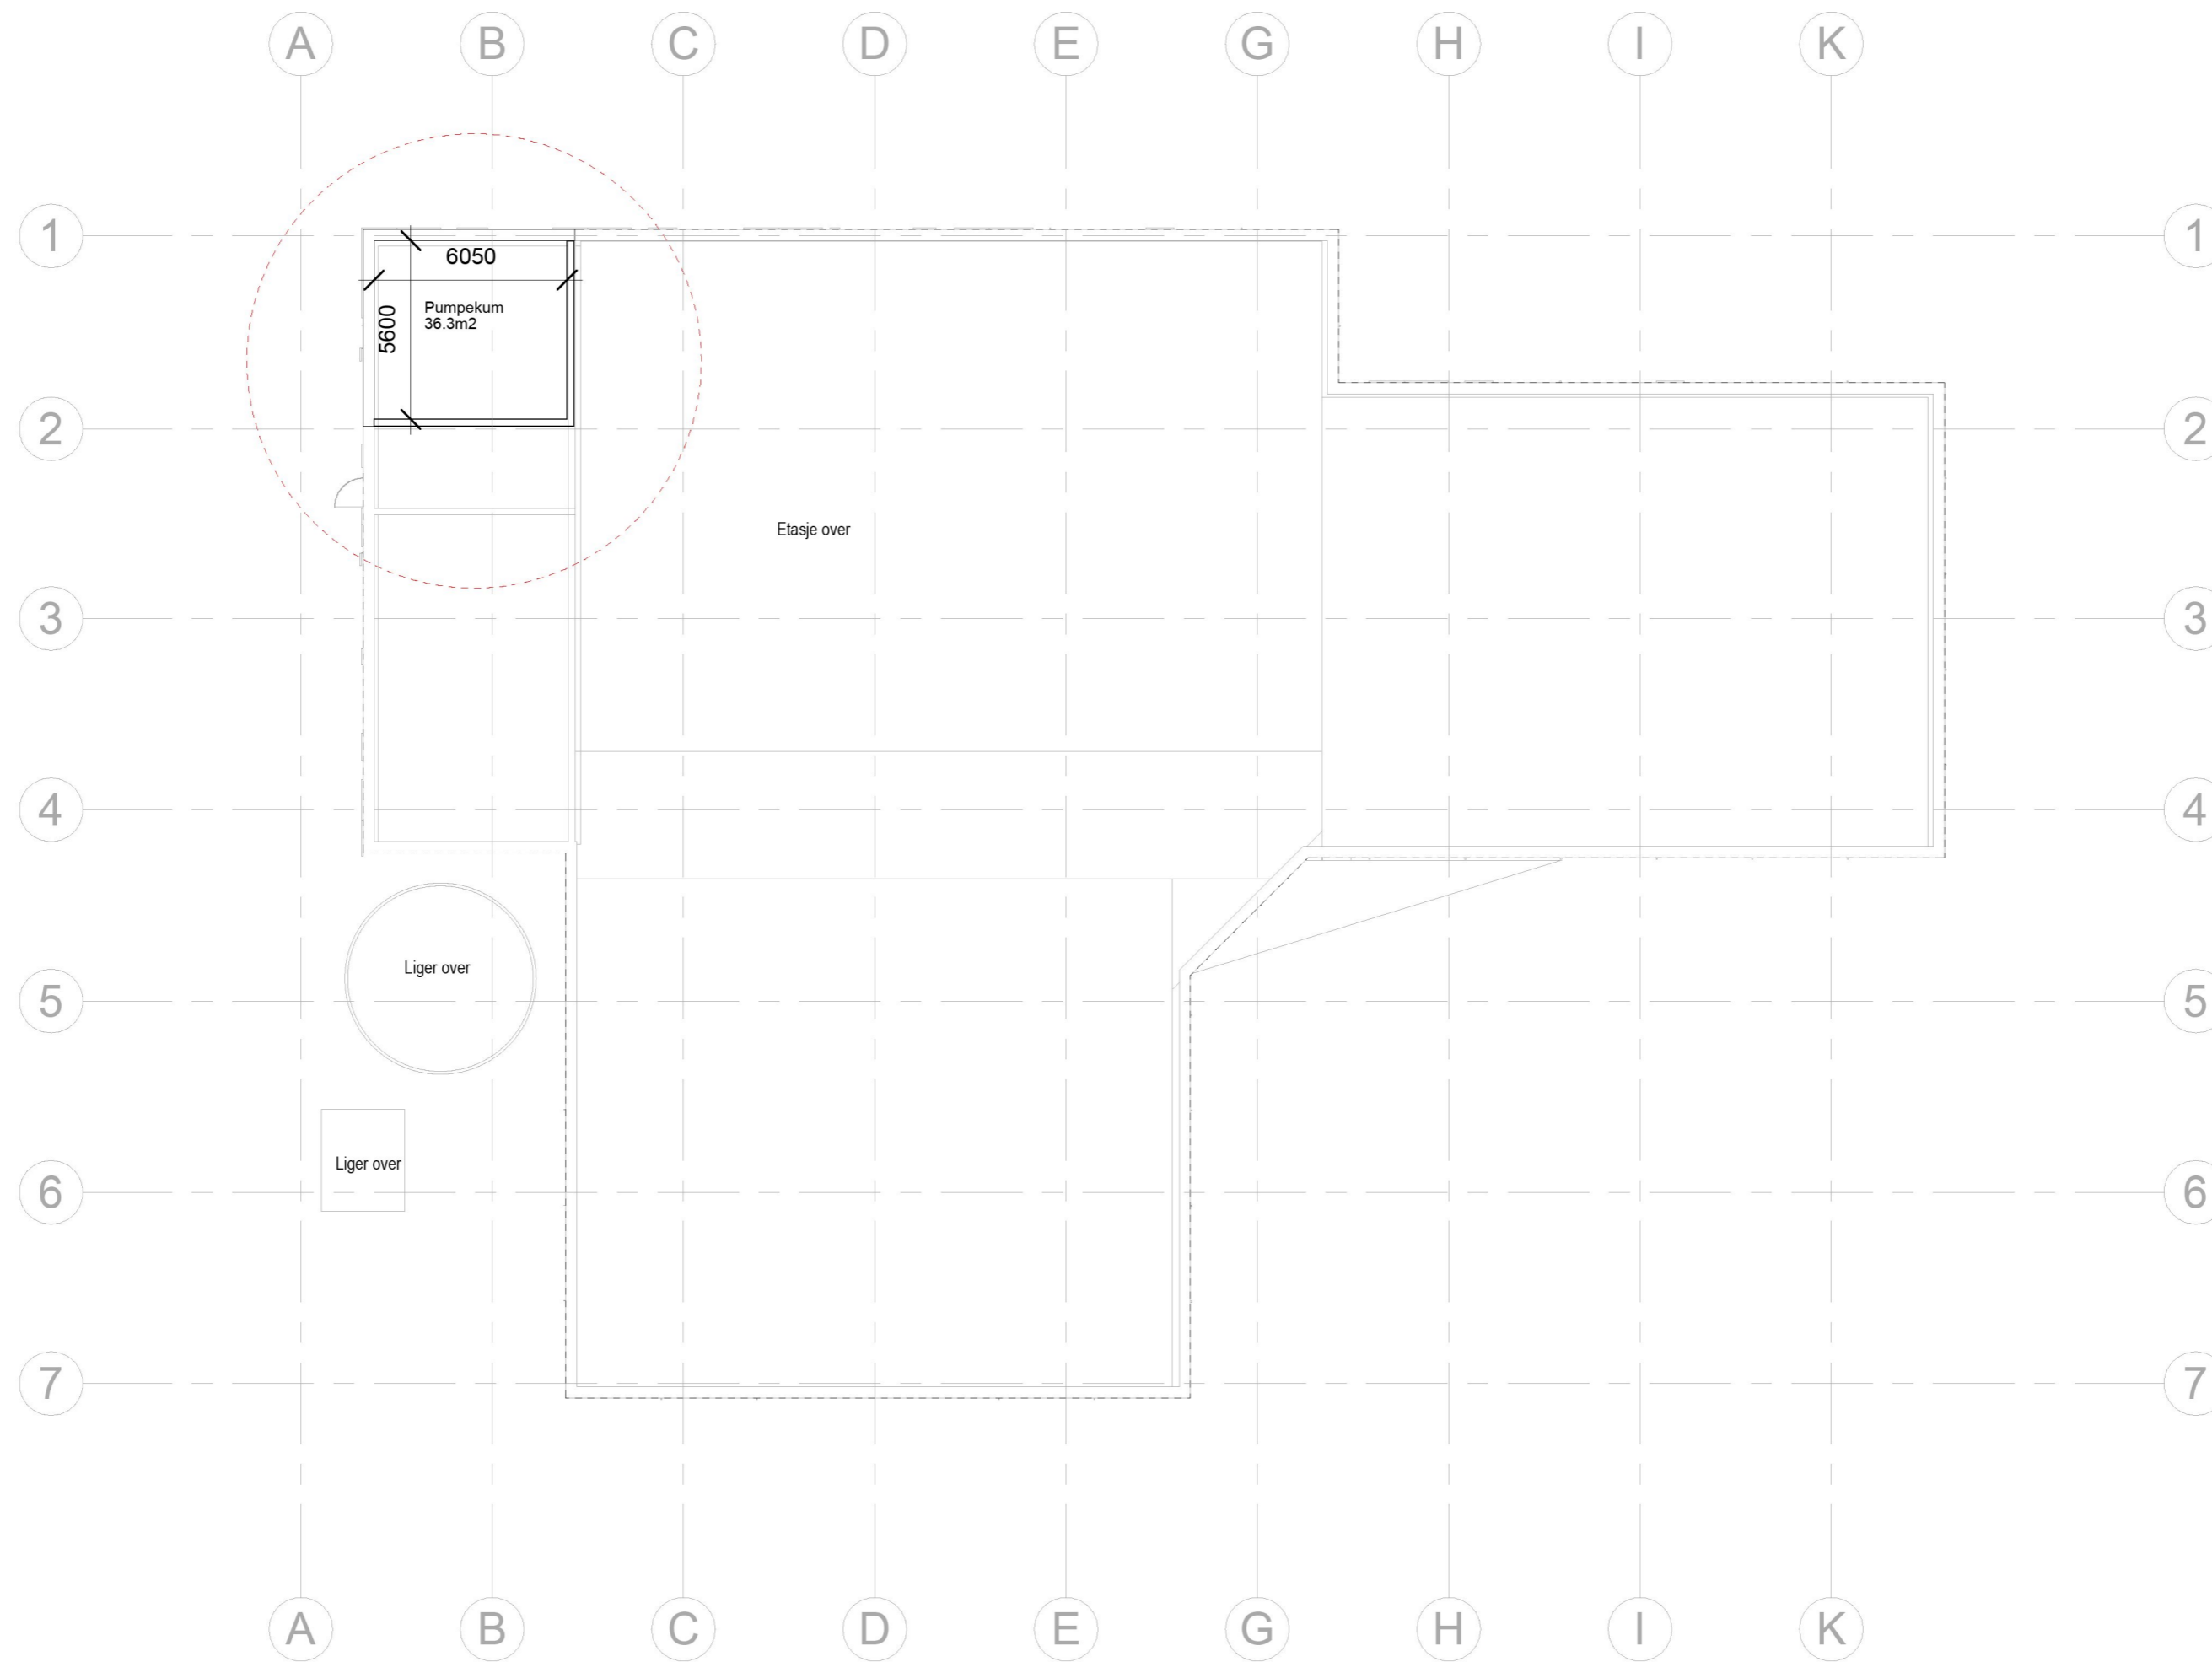 A B C D E G H I K
1 1
6050
Pumpekum
36.3m2
5600
2 2
Etasje over
3 3
4 4
Liger over
5 5
Liger over
6 6
7 7
A B C D E G H I K